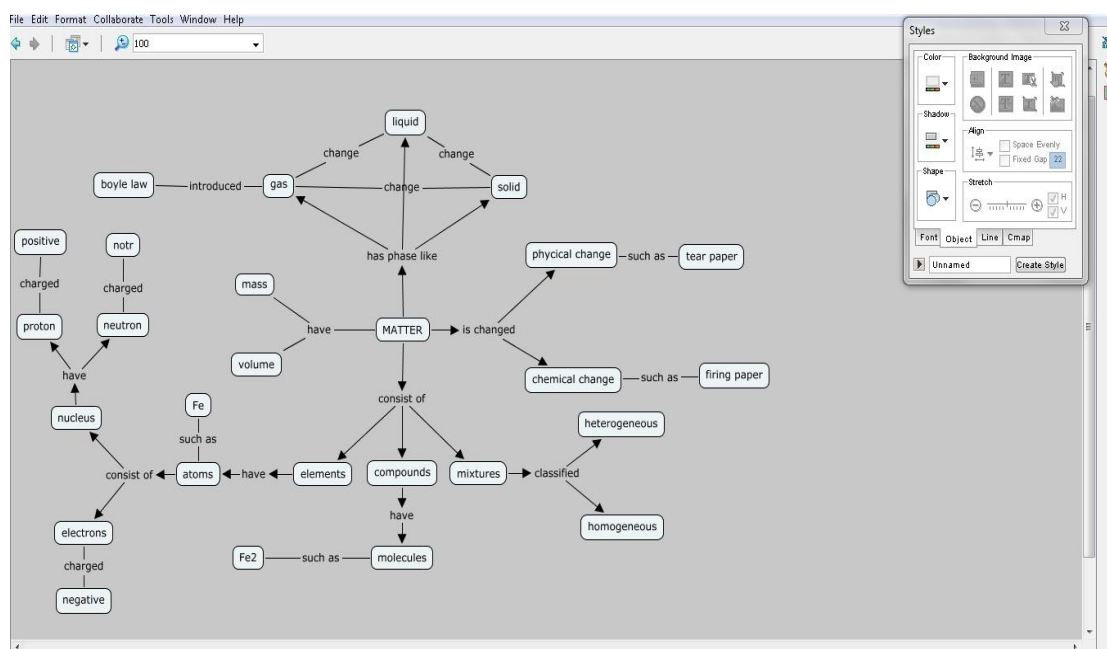 File Edit Format Collaborate Tools Window Help
100
liquid
change
change
boyle law
introduced
gas
change
solid
has phase like
positive
notr
phycical change
such as
tear paper
charged
charged
mass
proton
neutron
have
MATTER
is changed
volume
have
chemical change
such as
firing paper
consist of
nucleus
Fe
such as
heterogeneous
consist of
atoms
have
elements
compounds
mixtures
classified
have
homogeneous
electrons
Fe2
such as
molecules
charged
negative
Styles
Color
Background Image
Shadow
Align
Space Evenly
Fixed Gap 22
Shape
Stretch
H
V
Font Object Line Cmap
Unnamed
Create Style